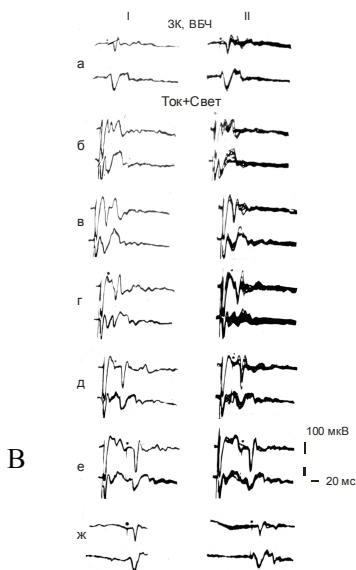 I II
ЗК, ВБЧ
а
Ток+Свет
б
в
г
д
100 мкВ
В
е
20 мс
ж